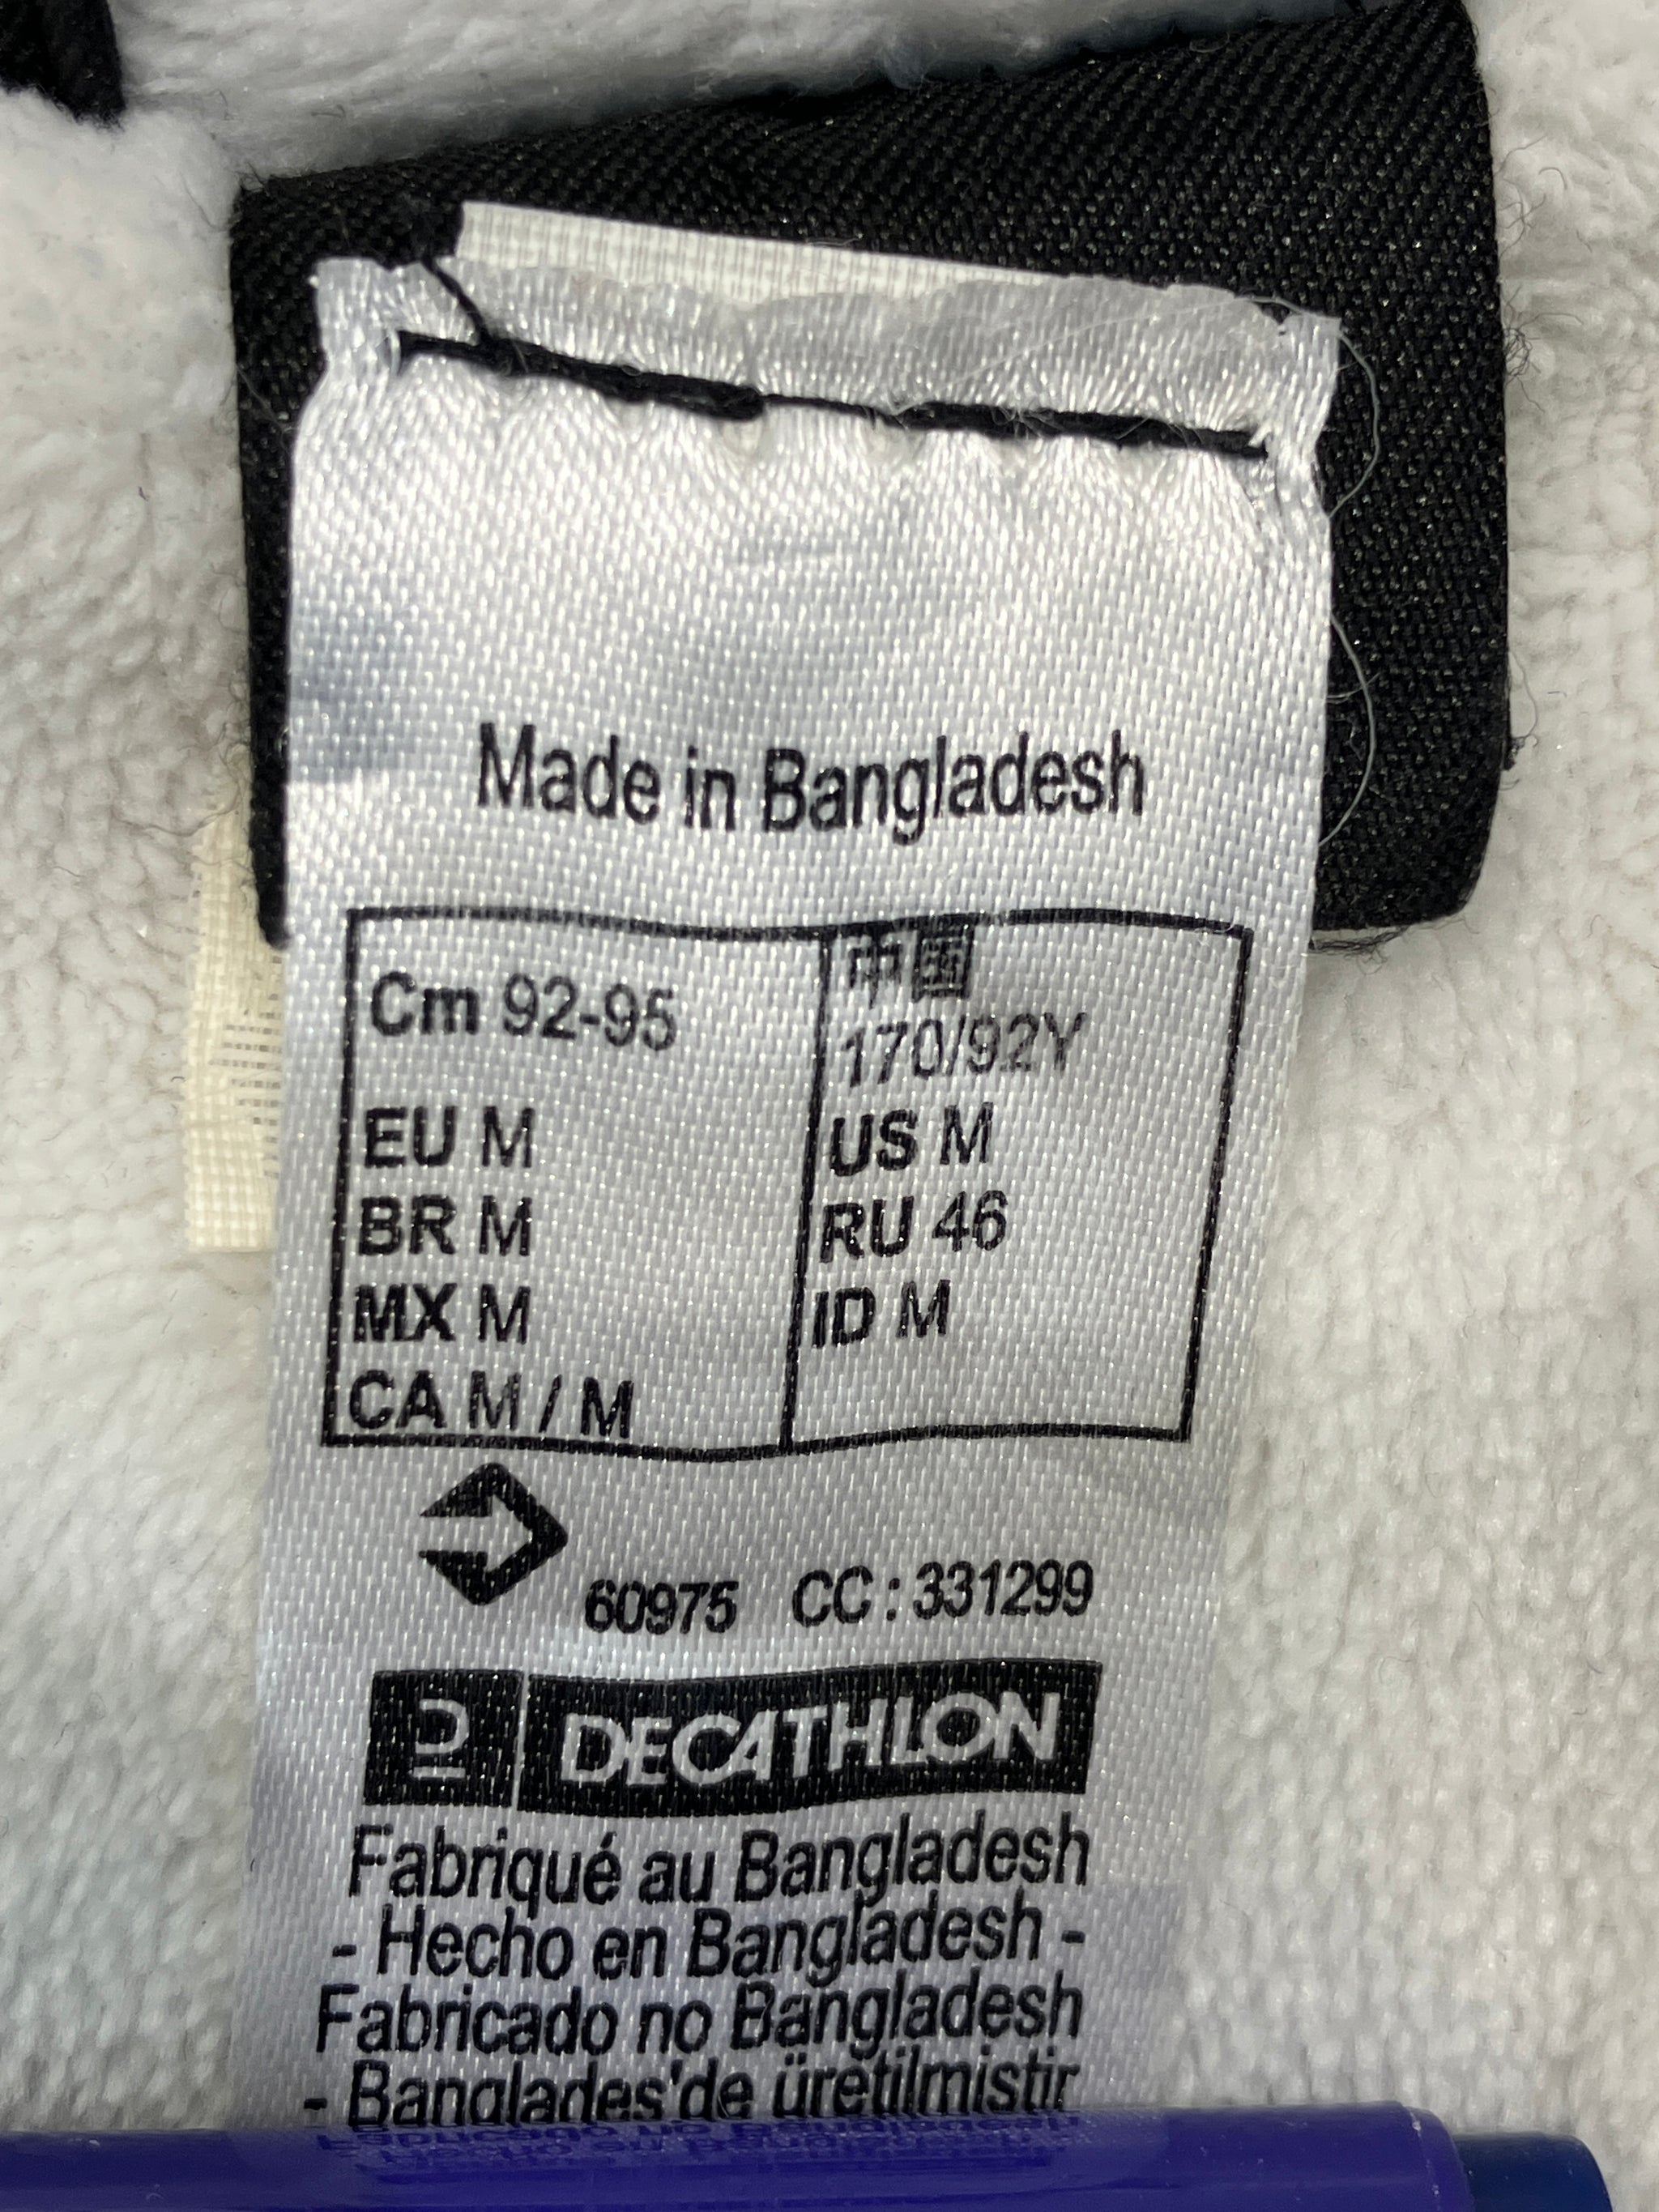 Made in Bangladesh
Cm 92-95
EU M
BR M
MX M
CA M / M
中国
170/92Y
US M
RU 46
ID M
60975 CC : 331299
DECATHLON
Fabriqué au Bangladesh
- Hecho en Bangladesh -
Fabricado no Bangladesh
- Banglades'de üretilmistir